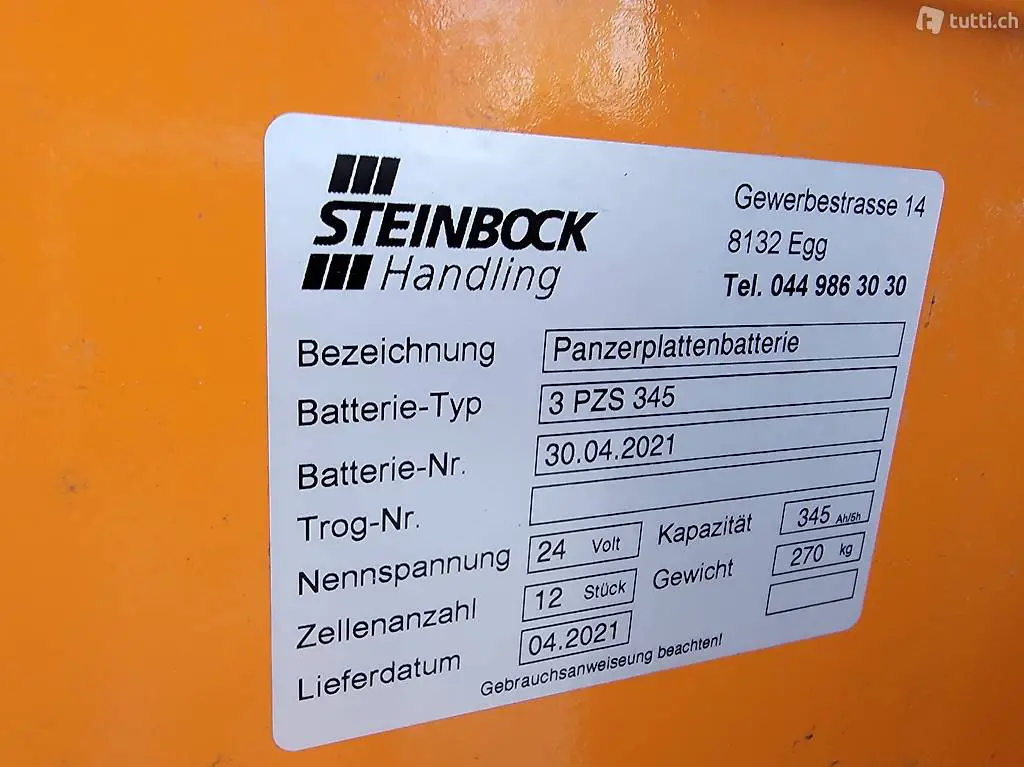 tutti.ch
STEINBOCK
Handling
Gewerbestrasse 14
8132 Egg
Tel. 044 986 30 30
Bezeichnung Panzerplattenbatterie
Batterie-Typ 3 PZS 345
Batterie-Nr. 30.04.2021
Trog-Nr.
Nennspannung 24 Volt Kapazität 345 Ah/5h
Zellenanzahl 12 Stück Gewicht 270 kg
Lieferdatum 04.2021
Gebrauchsanweiseung beachten!